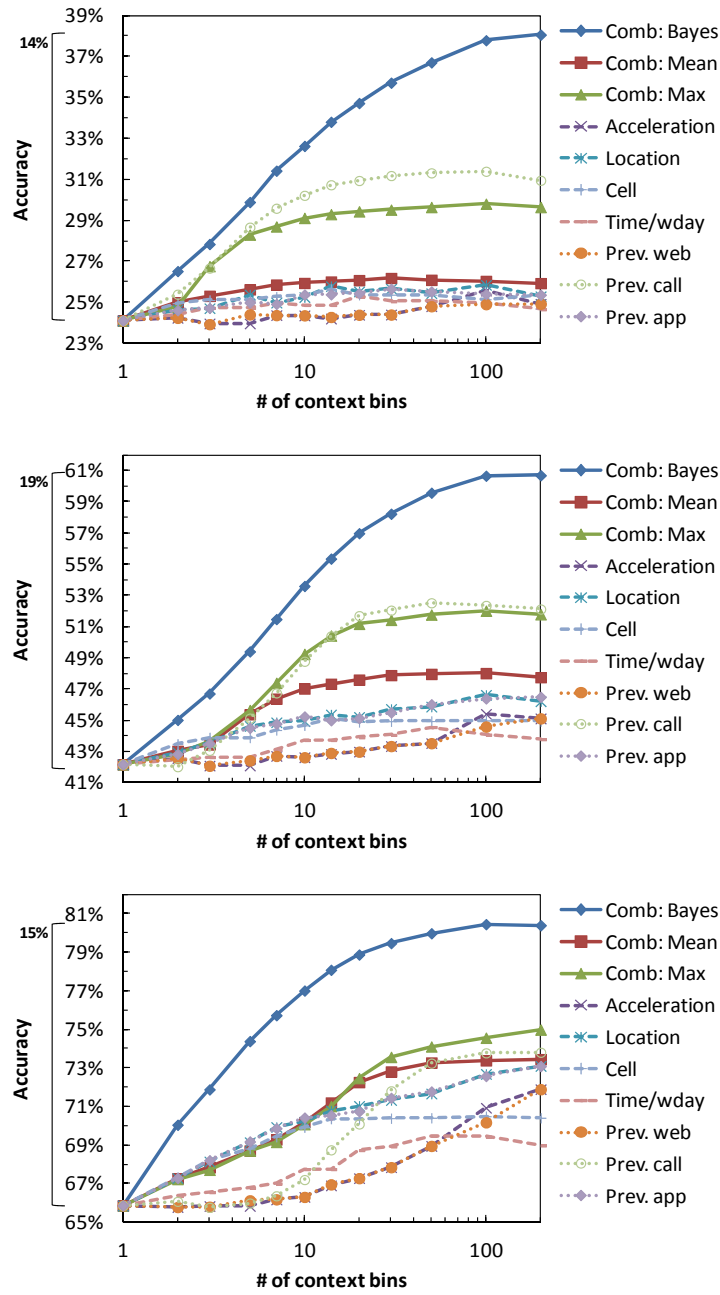 39%
37%
35%
33%
31%
29%
27%
25%
23%
14%
Accuracy
1
10
100
# of context bins
Comb: Bayes
Comb: Mean
Comb: Max
Acceleration
Location
Cell
Time/wday
Prev. web
Prev. call
Prev. app
61%
59%
57%
55%
53%
51%
49%
47%
45%
43%
41%
19%
Accuracy
1
10
100
# of context bins
Comb: Bayes
Comb: Mean
Comb: Max
Acceleration
Location
Cell
Time/wday
Prev. web
Prev. call
Prev. app
81%
79%
77%
75%
73%
71%
69%
67%
65%
15%
Accuracy
1
10
100
# of context bins
Comb: Bayes
Comb: Mean
Comb: Max
Acceleration
Location
Cell
Time/wday
Prev. web
Prev. call
Prev. app